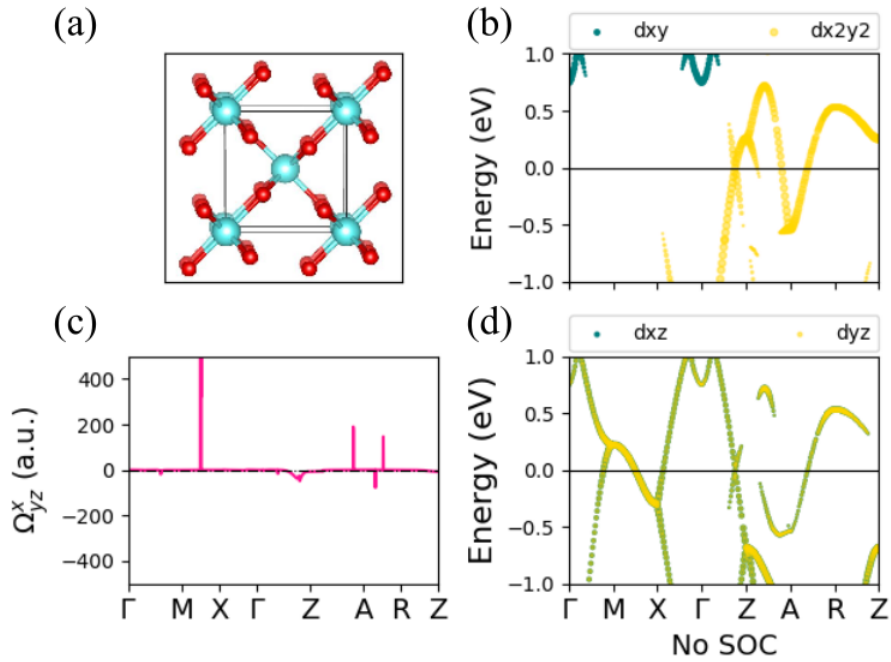 (a)
(b)
dxy dx2y2
Energy (eV)
1.0
0.5
0.0
−0.5
−1.0
(c)
Ω^x_yz (a.u.)
400
200
0
−200
−400
Γ M X Γ Z A R Z
(d)
dxz dyz
Energy (eV)
1.0
0.5
0.0
−0.5
−1.0
Γ M X Γ Z A R Z
No SOC